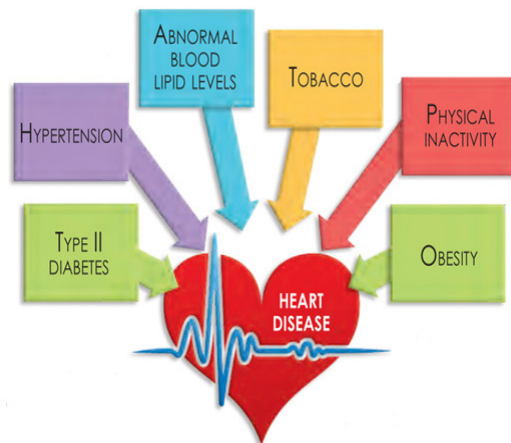 ABNORMAL
BLOOD
LIPID LEVELS
TOBACCO
HYPERTENSION
PHYSICAL
INACTIVITY
TYPE II
DIABETES
OBESITY
HEART
DISEASE